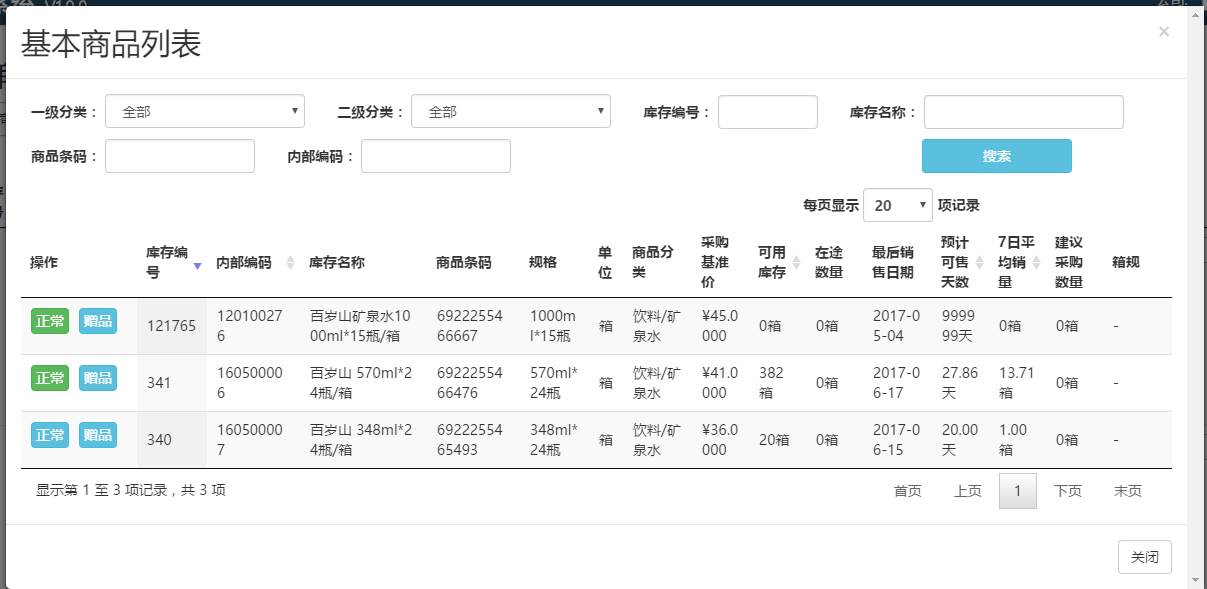 基本商品列表
×
一级分类： 全部 二级分类： 全部 库存编号： 库存名称：
商品条码： 内部编码： 搜索
每页显示 20 项记录
操作 库存编号 内部编码 库存名称 商品条码 规格 单位 商品分类 采购基准价 可用库存 在途数量 最后销售日期 预计可售天数 7日平均销量 建议采购数量 箱规
正常 赠品 121765 120100276 百岁山矿泉水1000ml*15瓶/箱 6922255466667 1000ml*15瓶 箱 饮料/矿泉水 ¥45.0000 0箱 0箱 2017-05-04 999999天 0箱 0箱 -
正常 赠品 341 160500006 百岁山 570ml*24瓶/箱 6922255466476 570ml*24瓶 箱 饮料/矿泉水 ¥41.0000 382箱 0箱 2017-06-17 27.86天 13.71箱 0箱 -
正常 赠品 340 160500007 百岁山 348ml*24瓶/箱 6922255465493 348ml*24瓶 箱 饮料/矿泉水 ¥36.0000 20箱 0箱 2017-06-15 20.00天 1.00箱 0箱 -
显示第 1 至 3 项记录，共 3 项 首页 上页 1 下页 末页
关闭